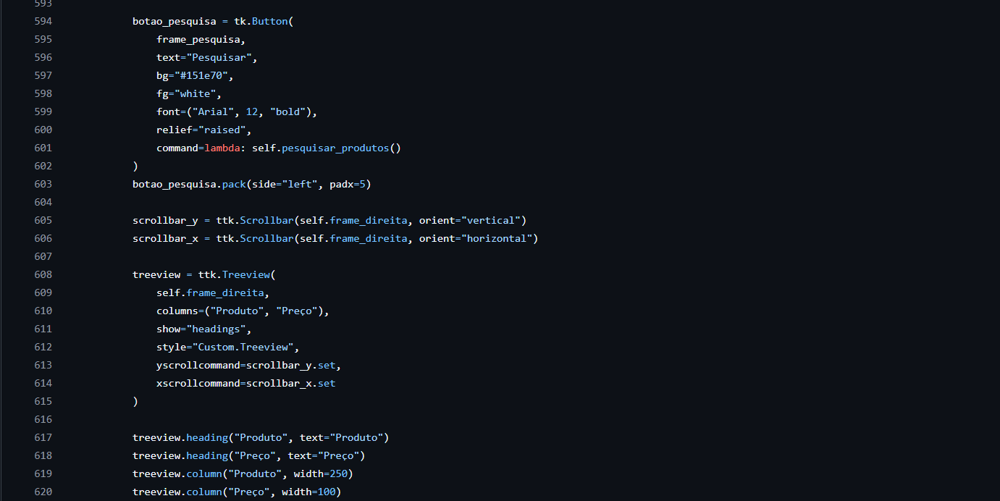 593
594 botao_pesquisa = tk.Button(
595 frame_pesquisa,
596 text="Pesquisar",
597 bg="#151e70",
598 fg="white",
599 font=("Arial", 12, "bold"),
600 relief="raised",
601 command=lambda: self.pesquisar_produtos()
602 )
603 botao_pesquisa.pack(side="left", padx=5)
604
605 scrollbar_y = ttk.Scrollbar(self.frame_direita, orient="vertical")
606 scrollbar_x = ttk.Scrollbar(self.frame_direita, orient="horizontal")
607
608 treeview = ttk.Treeview(
609 self.frame_direita,
610 columns=("Produto", "Preço"),
611 show="headings",
612 style="Custom.Treeview",
613 yscrollcommand=scrollbar_y.set,
614 xscrollcommand=scrollbar_x.set
615 )
616
617 treeview.heading("Produto", text="Produto")
618 treeview.heading("Preço", text="Preço")
619 treeview.column("Produto", width=250)
620 treeview.column("Preço", width=100)